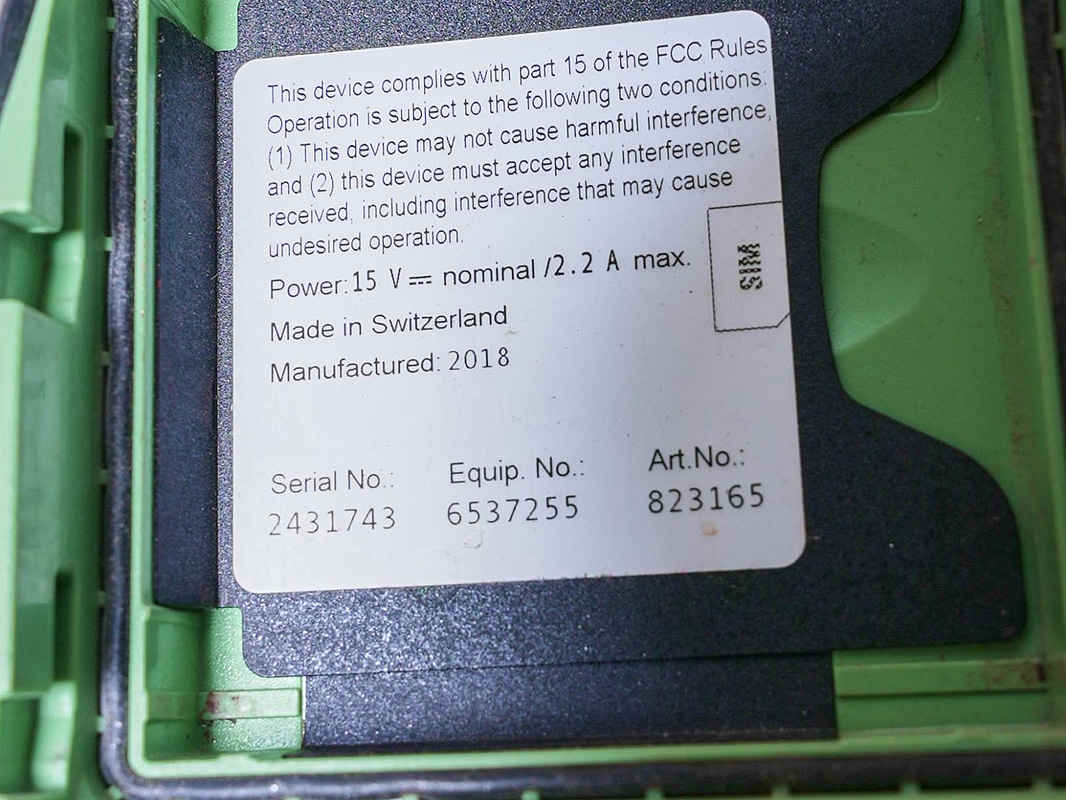 This device complies with part 15 of the FCC Rules
Operation is subject to the following two conditions:
(1) This device may not cause harmful interference,
and (2) this device must accept any interference
received, including interference that may cause
undesired operation.
Power: 15 V⎓ nominal /2.2 A max.
SIM
Made in Switzerland
Manufactured: 2018
Serial No.: Equip. No.: Art.No.:
2431743 6537255 823165